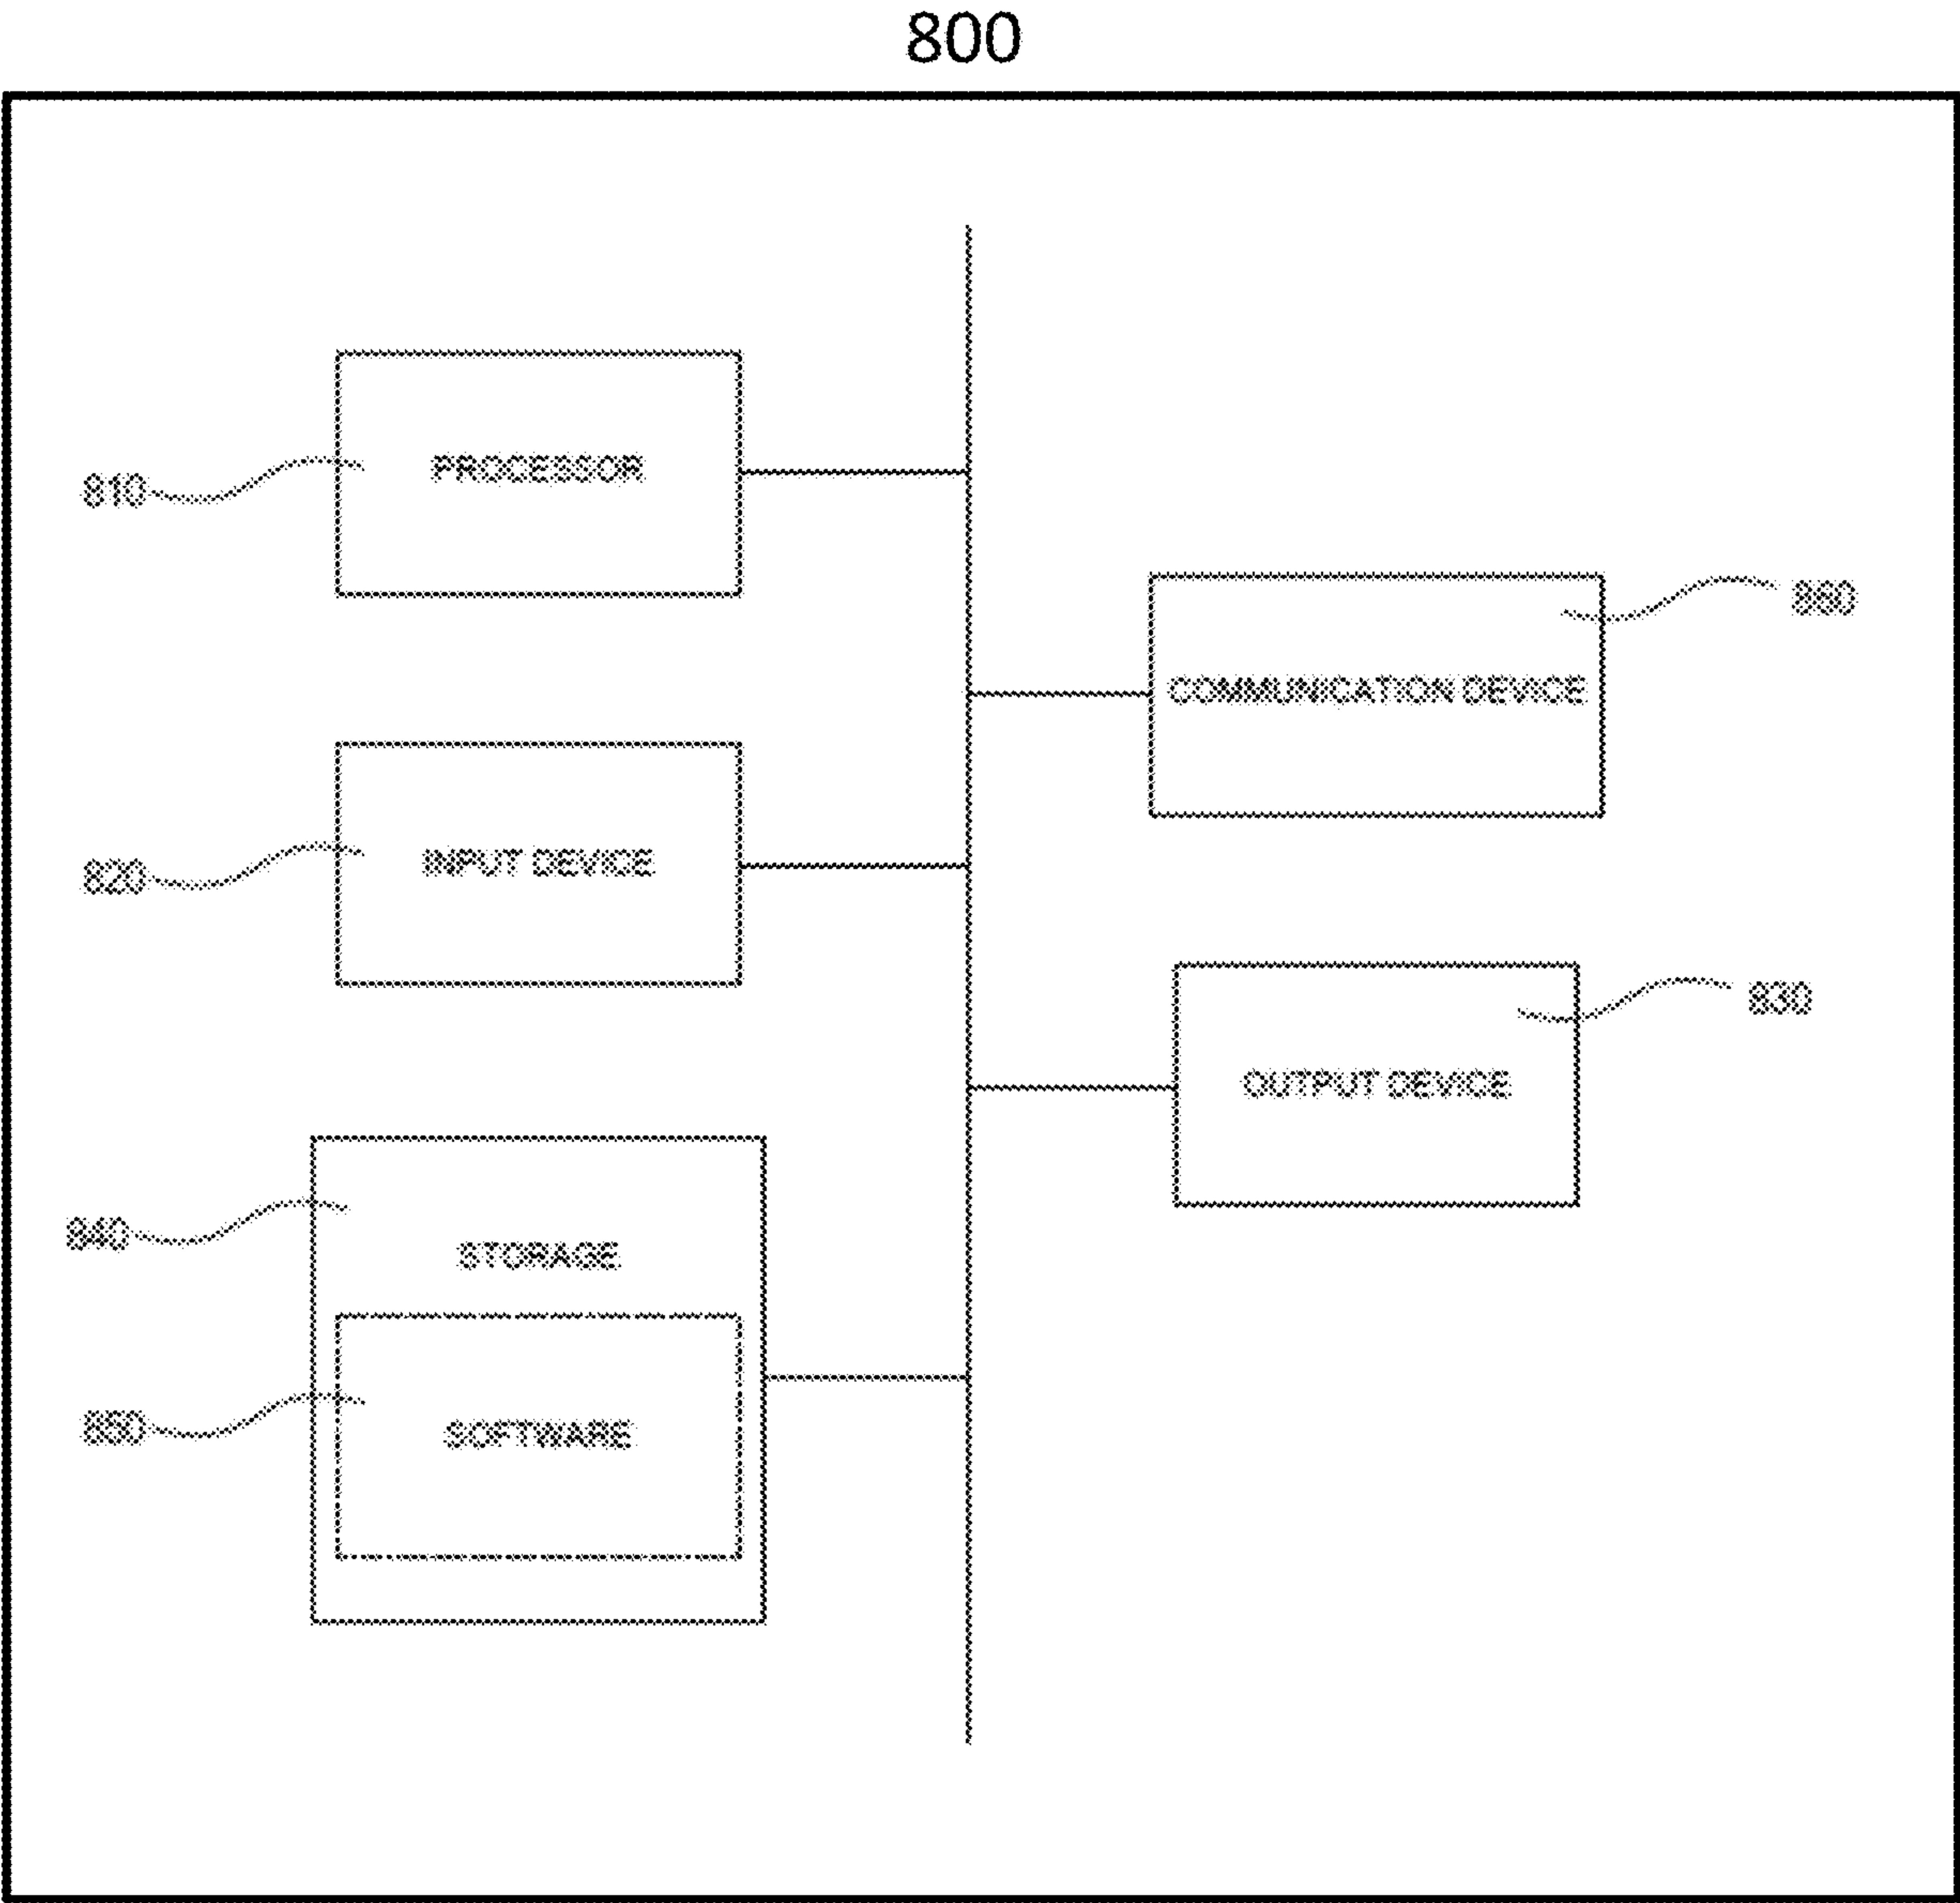 800
810
PROCESSOR
860
COMMUNICATION DEVICE
820
INPUT DEVICE
830
OUTPUT DEVICE
840
STORAGE
850
SOFTWARE